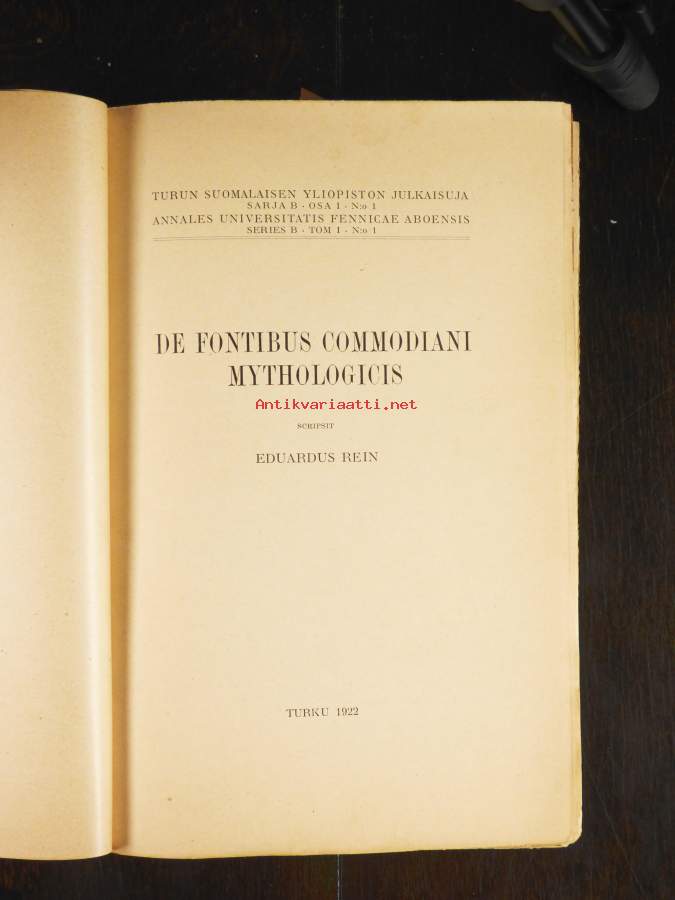 TURUN SUOMALAISEN YLIOPISTON JULKAISUJA
SARJA B · OSA 1 · N:o 1
ANNALES UNIVERSITATIS FENNICAE ABOENSIS
SERIES B · TOM 1 · N:o 1
DE FONTIBUS COMMODIANI
MYTHOLOGICIS
Antikvariaatti.net
SCRIPSIT
EDUARDUS REIN
TURKU 1922